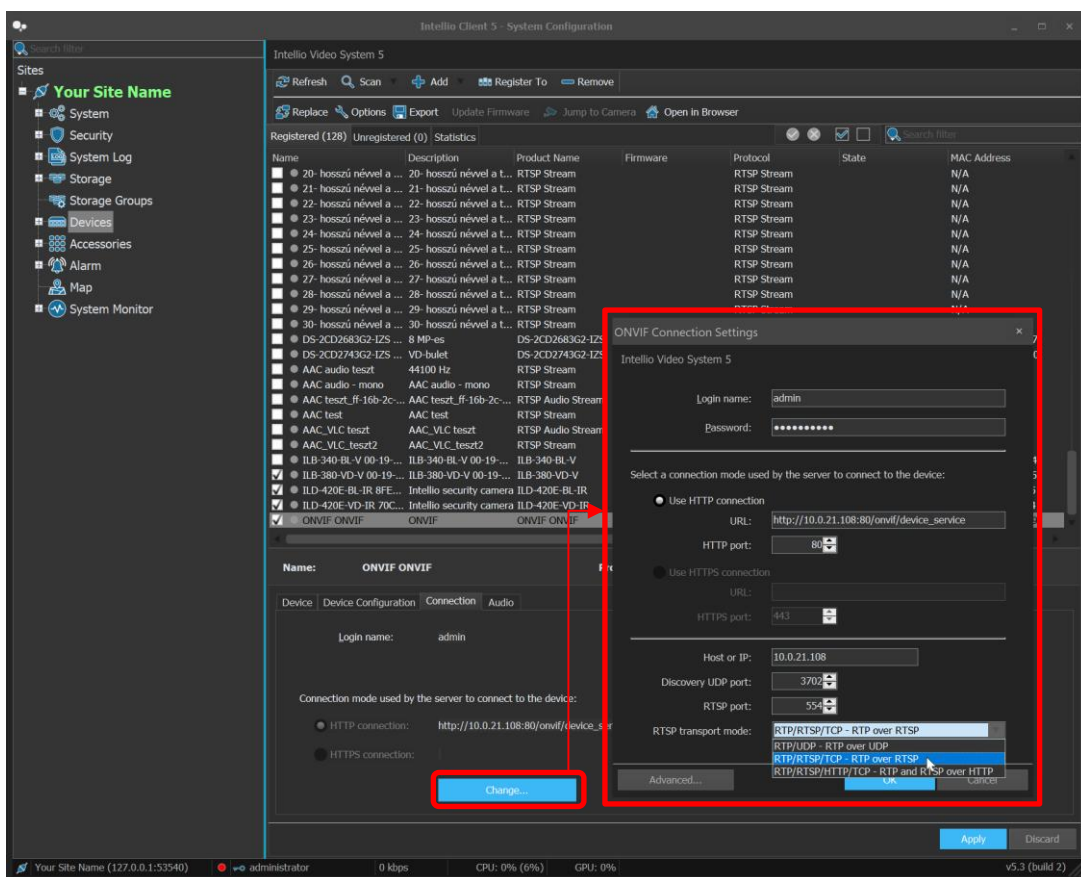 Intellio Client 5 - System Configuration
Search filter
Sites
Your Site Name
System
Security
System Log
Storage
Storage Groups
Devices
Accessories
Alarm
Map
System Monitor
Intellio Video System 5
Refresh Scan Add Register To Remove
Replace Options Export Update Firmware Jump to Camera Open in Browser
Registered (128) Unregistered (0) Statistics Search filter
Name Description Product Name Firmware Protocol State MAC Address
20- hosszú névvel a ... 20- hosszú névvel a t... RTSP Stream RTSP Stream N/A
21- hosszú névvel a ... 21- hosszú névvel a t... RTSP Stream RTSP Stream N/A
22- hosszú névvel a ... 22- hosszú névvel a t... RTSP Stream RTSP Stream N/A
23- hosszú névvel a ... 23- hosszú névvel a t... RTSP Stream RTSP Stream N/A
24- hosszú névvel a ... 24- hosszú névvel a t... RTSP Stream RTSP Stream N/A
25- hosszú névvel a ... 25- hosszú névvel a t... RTSP Stream RTSP Stream N/A
26- hosszú névvel a ... 26- hosszú névvel a t... RTSP Stream RTSP Stream N/A
27- hosszú névvel a ... 27- hosszú névvel a t... RTSP Stream RTSP Stream N/A
28- hosszú névvel a ... 28- hosszú névvel a t... RTSP Stream RTSP Stream N/A
29- hosszú névvel a ... 29- hosszú névvel a t... RTSP Stream
30- hosszú névvel a ... 30- hosszú névvel a t... RTSP Stream
DS-2CD2683G2-IZS ... 8 MP-es DS-2CD2683G2-IZS
DS-2CD2743G2-IZS ... VD-bulet DS-2CD2743G2-IZS
AAC audio teszt 44100 Hz RTSP Stream
AAC audio - mono AAC audio - mono RTSP Stream
AAC teszt_ff-16b-2c-... AAC teszt_ff-16b-2c-... RTSP Audio Stream
AAC test AAC test RTSP Stream
AAC_VLC teszt AAC_VLC teszt RTSP Audio Stream
AAC_VLC_teszt2 AAC_VLC_teszt2 RTSP Stream
ILB-340-BL-V 00-19-... ILB-340-BL-V 00-19-... ILB-340-BL-V
ILB-380-VD-V 00-19-... ILB-380-VD-V 00-19-... ILB-380-VD-V
ILD-420E-BL-IR 8FE... Intellio security camera ILD-420E-BL-IR
ILD-420E-VD-IR 70C... Intellio security camera ILD-420E-VD-IR
ONVIF ONVIF ONVIF ONVIF ONVIF
Name: ONVIF ONVIF
Device Device Configuration Connection Audio
Login name: admin
Connection mode used by the server to connect to the device:
HTTP connection: http://10.0.21.108:80/onvif/device_ser
HTTPS connection:
Change...
ONVIF Connection Settings
Intellio Video System 5
Login name: admin
Password: ••••••••••
Select a connection mode used by the server to connect to the device:
Use HTTP connection
URL: http://10.0.21.108:80/onvif/device_service
HTTP port: 80
Use HTTPS connection
URL:
HTTPS port: 443
Host or IP: 10.0.21.108
Discovery UDP port: 3702
RTSP port: 554
RTSP transport mode: RTP/RTSP/TCP - RTP over RTSP
RTP/UDP - RTP over UDP
RTP/RTSP/TCP - RTP over RTSP
RTP/RTSP/HTTP/TCP - RTP and RTSP over HTTP
Advanced... OK Cancel
Apply Discard
Your Site Name (127.0.0.1:53540) administrator 0 kbps CPU: 0% (6%) GPU: 0% v5.3 (build 2)